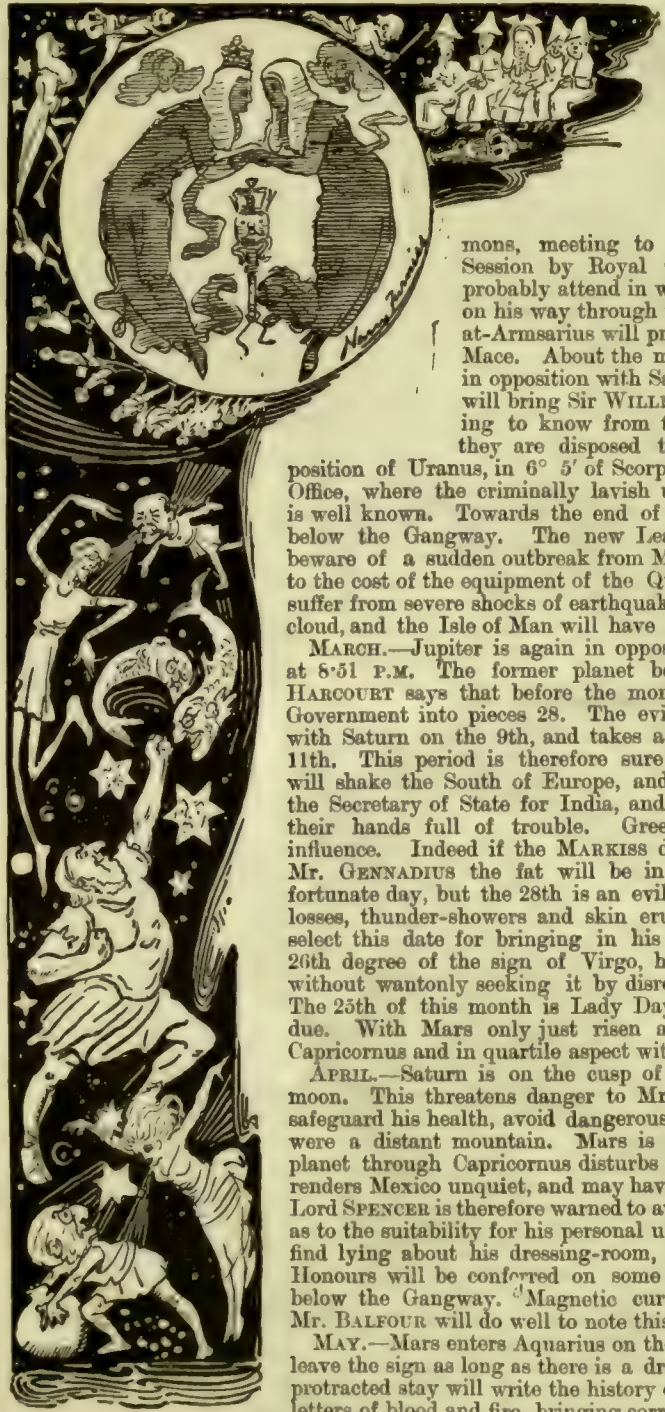 Harry Furniss
mons, meeting to
Session by Royal
probably attend in w
on his way through
at-Armsarius will pr
Mace. About the m
in opposition with Sa
will bring Sir WILLI
ing to know from t
they are disposed t
position of Uranus, in 6° 5′ of Scorp
Office, where the criminally lavish
is well known. Towards the end of
below the Gangway. The new Lea
beware of a sudden outbreak from M
to the cost of the equipment of the Q
suffer from severe shocks of earthquak
cloud, and the Isle of Man will have
MARCH.—Jupiter is again in oppos
at 8·51 P.M. The former planet b
HARCOURT says that before the mon
Government into pieces 28. The evi
with Saturn on the 9th, and takes a
11th. This period is therefore sure
will shake the South of Europe, and
the Secretary of State for India, and
their hands full of trouble. Gree
influence. Indeed if the MARKISS d
Mr. GENNADIUS the fat will be in
fortunate day, but the 28th is an evil
losses, thunder-showers and skin eru
select this date for bringing in his
26th degree of the sign of Virgo, h
without wantonly seeking it by disre
The 25th of this month is Lady Day
due. With Mars only just risen a
Capricornus and in quartile aspect wit
APRIL.—Saturn is on the cusp of
moon. This threatens danger to Mr
safeguard his health, avoid dangerous
were a distant mountain. Mars is
planet through Capricornus disturbs
renders Mexico unquiet, and may hav
Lord SPENCER is therefore warned to a
as to the suitability for his personal u
find lying about his dressing-room,
Honours will be conferred on some
below the Gangway. Magnetic cur
Mr. BALFOUR will do well to note this
MAY.—Mars enters Aquarius on th
leave the sign as long as there is a dr
protracted stay will write the history
letters of blood and fire, bringing